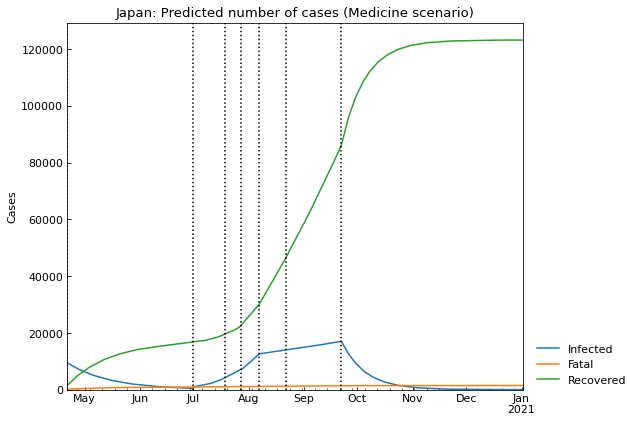 Japan: Predicted number of cases (Medicine scenario)
120000
100000
80000
60000
40000
20000
0
Cases
May Jun Jul Aug Sep Oct Nov Dec Jan
2021
Infected
Fatal
Recovered